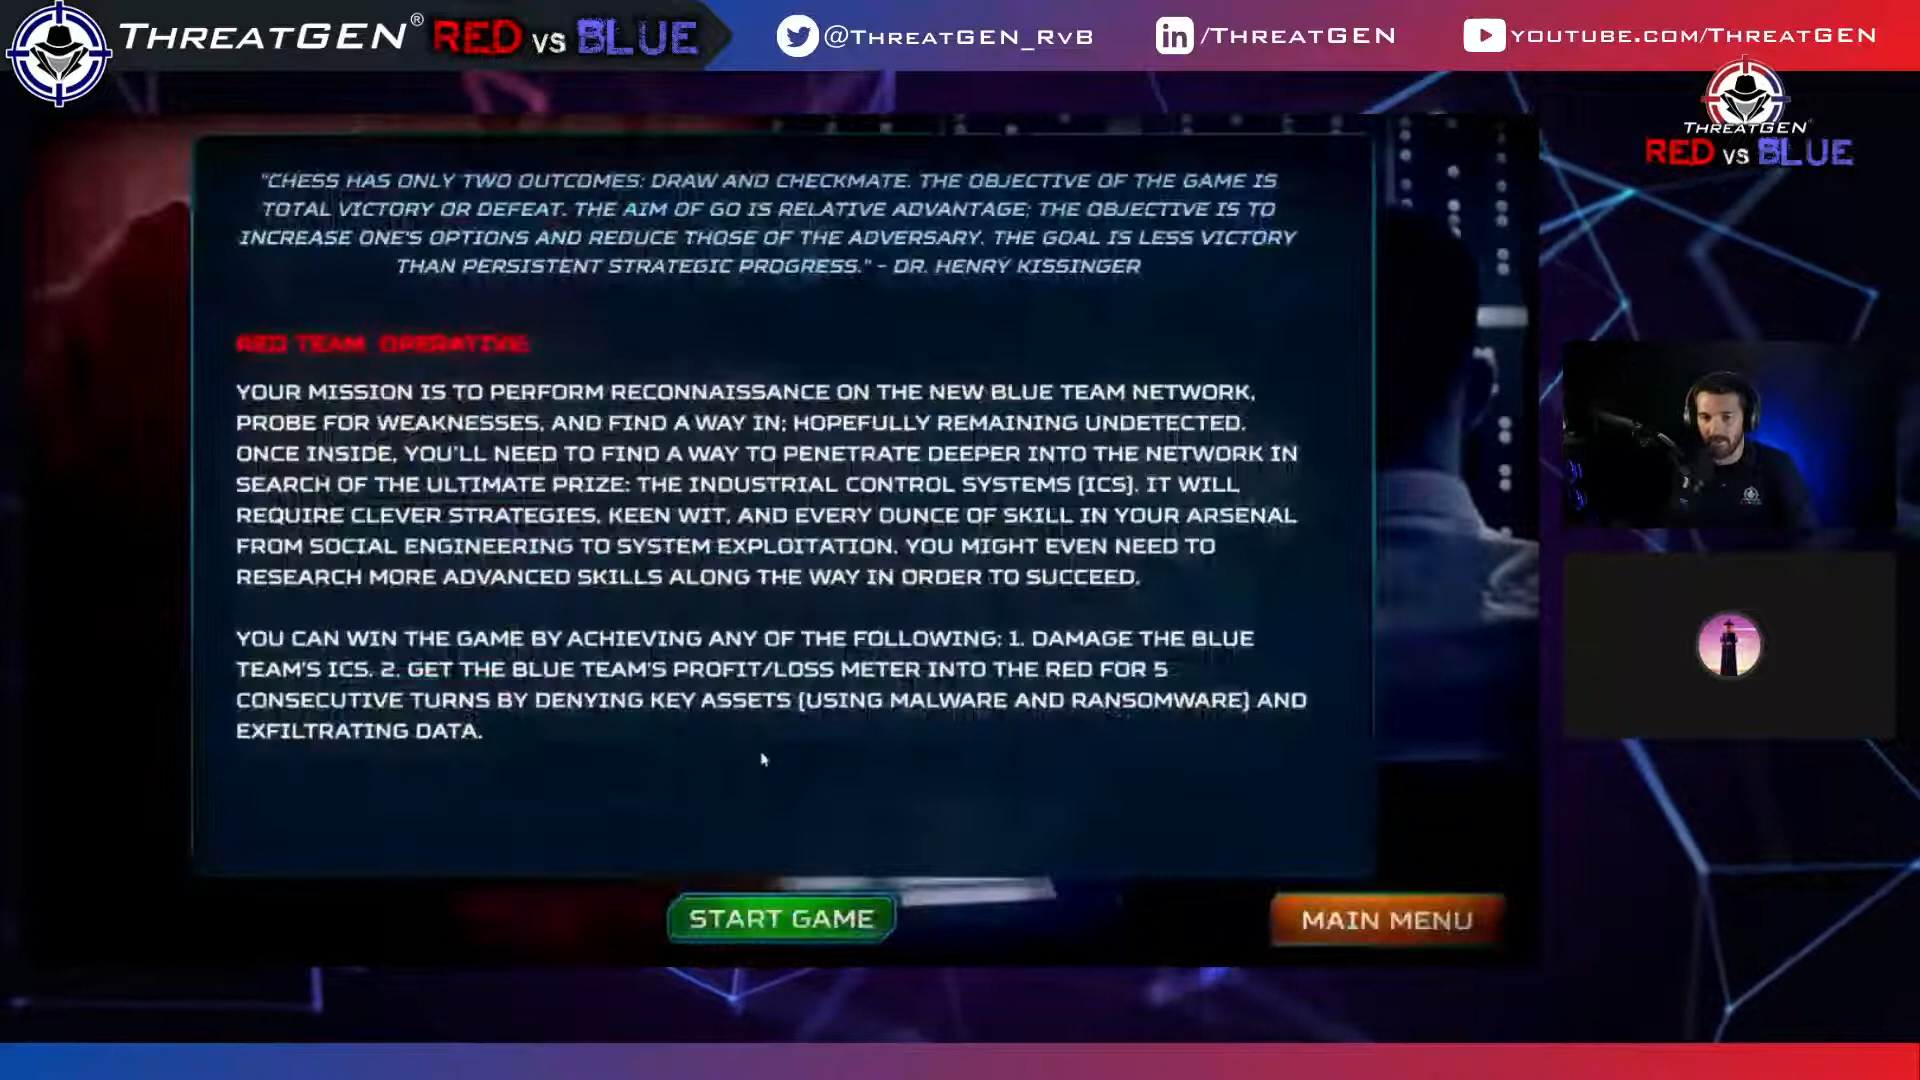 THREATGEN® RED VS BLUE
@THREATGEN_RVB
in /THREATGEN
YOUTUBE.COM/THREATGEN
THREATGEN
RED VS BLUE
"CHESS HAS ONLY TWO OUTCOMES: DRAW AND CHECKMATE. THE OBJECTIVE OF THE GAME IS
TOTAL VICTORY OR DEFEAT. THE AIM OF GO IS RELATIVE ADVANTAGE; THE OBJECTIVE IS TO
INCREASE ONE'S OPTIONS AND REDUCE THOSE OF THE ADVERSARY. THE GOAL IS LESS VICTORY
THAN PERSISTENT STRATEGIC PROGRESS." - DR. HENRY KISSINGER
RED TEAM OPERATIVE
YOUR MISSION IS TO PERFORM RECONNAISSANCE ON THE NEW BLUE TEAM NETWORK,
PROBE FOR WEAKNESSES, AND FIND A WAY IN; HOPEFULLY REMAINING UNDETECTED.
ONCE INSIDE, YOU'LL NEED TO FIND A WAY TO PENETRATE DEEPER INTO THE NETWORK IN
SEARCH OF THE ULTIMATE PRIZE: THE INDUSTRIAL CONTROL SYSTEMS [ICS]. IT WILL
REQUIRE CLEVER STRATEGIES, KEEN WIT, AND EVERY OUNCE OF SKILL IN YOUR ARSENAL
FROM SOCIAL ENGINEERING TO SYSTEM EXPLOITATION. YOU MIGHT EVEN NEED TO
RESEARCH MORE ADVANCED SKILLS ALONG THE WAY IN ORDER TO SUCCEED.
YOU CAN WIN THE GAME BY ACHIEVING ANY OF THE FOLLOWING: 1. DAMAGE THE BLUE
TEAM'S ICS. 2. GET THE BLUE TEAM'S PROFIT/LOSS METER INTO THE RED FOR 5
CONSECUTIVE TURNS BY DENYING KEY ASSETS [USING MALWARE AND RANSOMWARE] AND
EXFILTRATING DATA.
START GAME
MAIN MENU